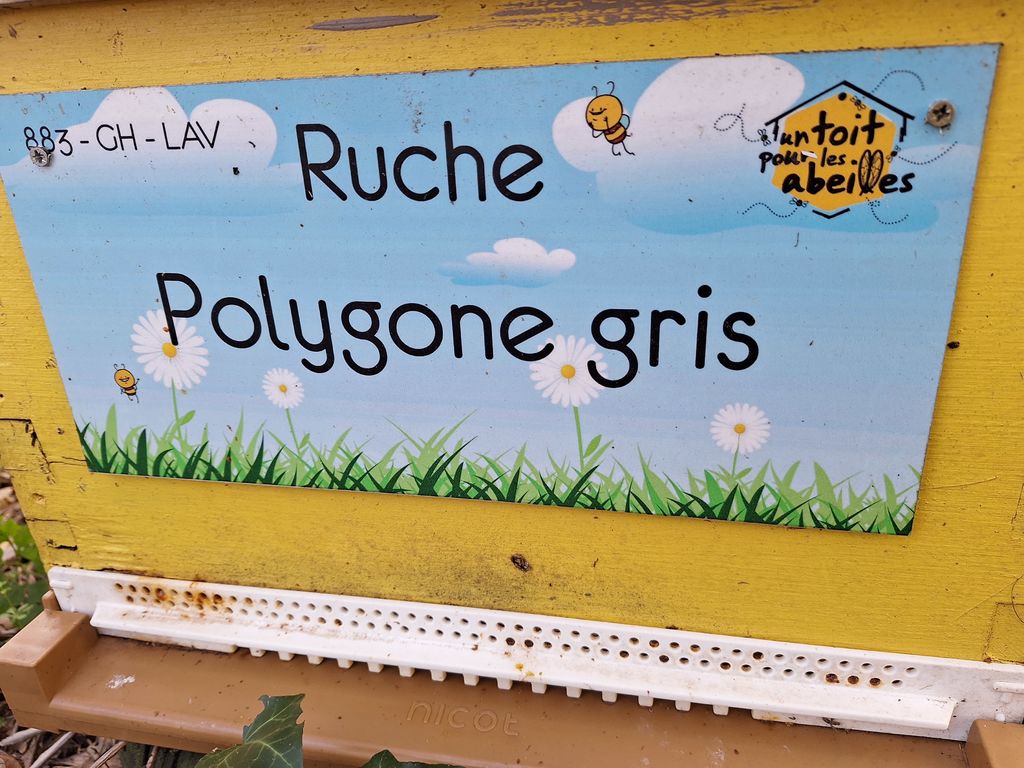 883 - GH - LAV
Ruche
Polygone gris
un toit
pour les
abeilles
nicot